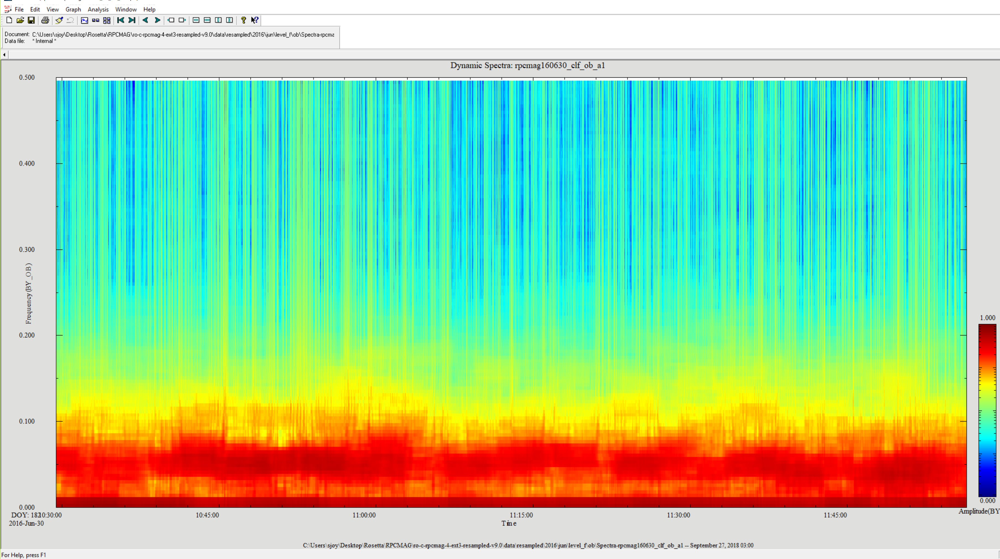 File Edit View Graph Analysis Window Help
Document: C:\Users\sjoy\Desktop\Rosetta\RPCMAG\ro-c-rpcmag-4-ext3-resampled-v9.0\data\resampled\2016\jun\level_f\ob\Spectra-rpcma
Data file: * Internal *
Dynamic Spectra: rpcmag160630_clf_ob_a1
0.500
0.400
0.300
Frequency(BY_OB)
0.200
0.100
0.000
1.000
0.000
Amplitude(BY
DOY: 182 10:30:00 10:45:00 11:00:00 11:15:00 11:30:00 11:45:00
2016-Jun-30
Time
C:\Users\sjoy\Desktop\Rosetta\RPCMAG\ro-c-rpcmag-4-ext3-resampled-v9.0\data\resampled\2016\jun\level_f\ob\Spectra-rpcmag160630_clf_ob_a1 -- September 27, 2018 03:00
For Help, press F1